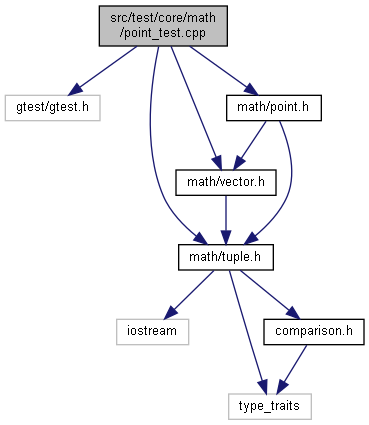 src/test/core/math
/point_test.cpp
gtest/gtest.h
math/point.h
math/vector.h
math/tuple.h
iostream
comparison.h
type_traits